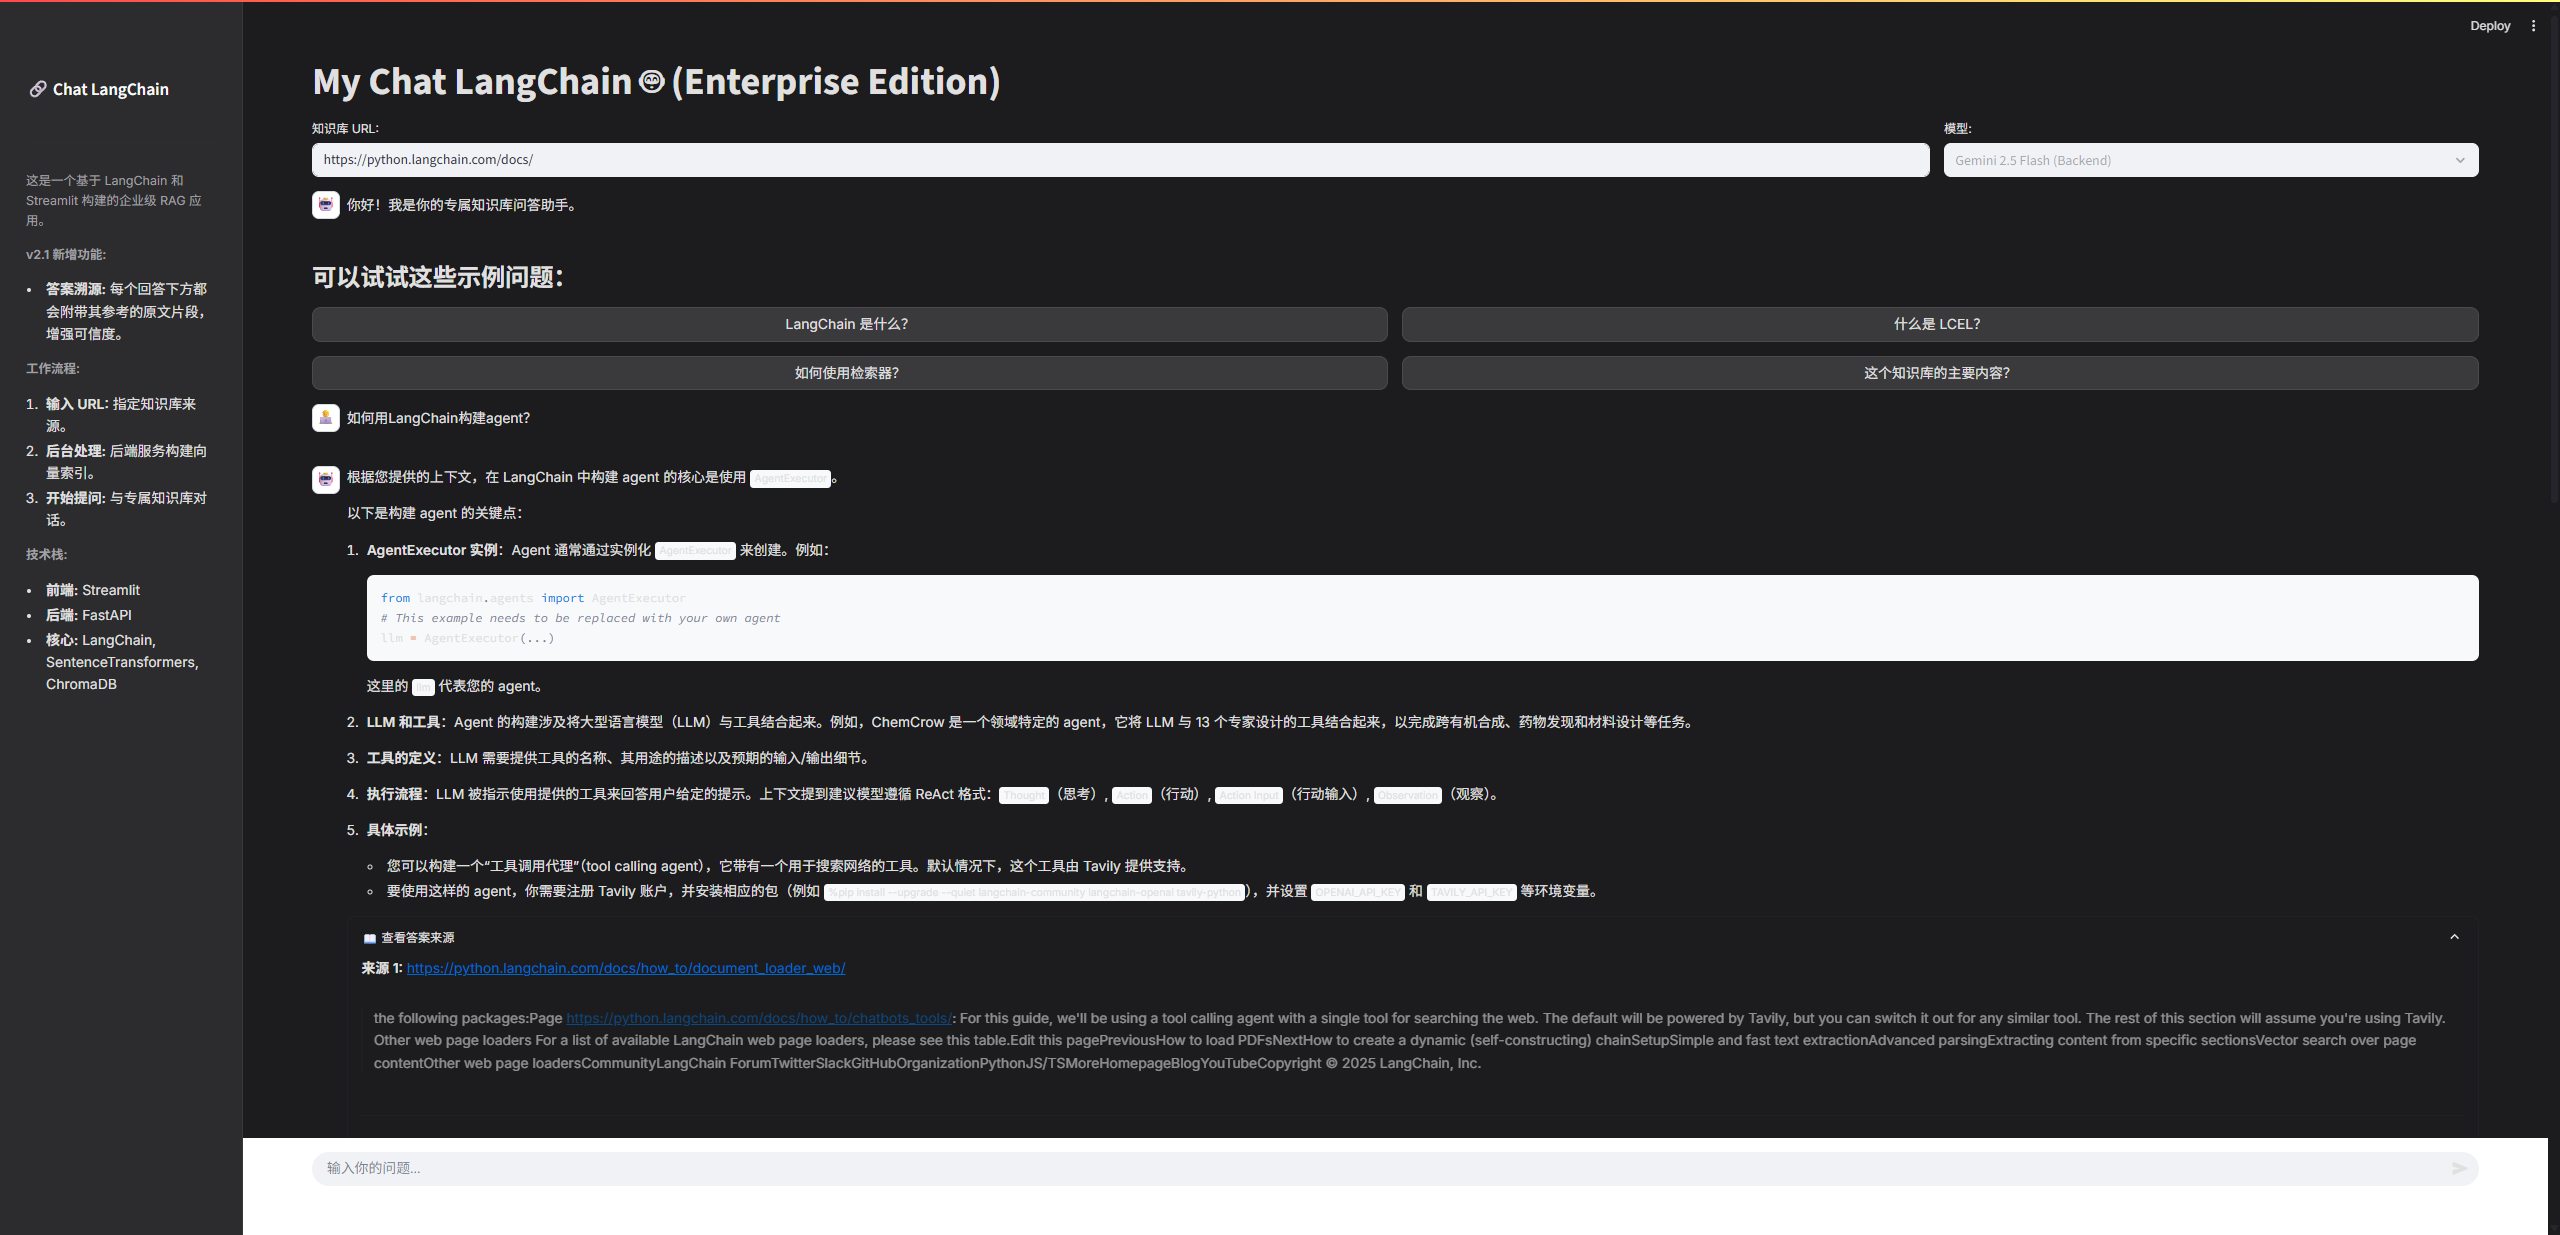 Deploy
🔗 Chat LangChain
这是一个基于 LangChain 和
Streamlit 构建的企业级 RAG 应
用。
v2.1 新增功能:
• 答案溯源: 每个回答下方都
会附带其参考的原文片段，
增强可信度。
工作流程:
1. 输入 URL: 指定知识库来
源。
2. 后台处理: 后端服务构建向
量索引。
3. 开始提问: 与专属知识库对
话。
技术栈:
• 前端: Streamlit
• 后端: FastAPI
• 核心: LangChain,
SentenceTransformers,
ChromaDB
My Chat LangChain (Enterprise Edition)
知识库 URL:
https://python.langchain.com/docs/
模型:
Gemini 2.5 Flash (Backend)
你好！我是你的专属知识库问答助手。
可以试试这些示例问题：
LangChain 是什么？
什么是 LCEL？
如何使用检索器？
这个知识库的主要内容？
如何用LangChain构建agent？
根据您提供的上下文，在 LangChain 中构建 agent 的核心是使用 AgentExecutor。
以下是构建 agent 的关键点：
1. AgentExecutor 实例：Agent 通常通过实例化 AgentExecutor 来创建。例如：
from langchain.agents import AgentExecutor
# This example needs to be replaced with your own agent
llm = AgentExecutor(...)
这里的 llm 代表您的 agent。
2. LLM 和工具：Agent 的构建涉及将大型语言模型（LLM）与工具结合起来。例如，ChemCrow 是一个领域特定的 agent，它将 LLM 与 13 个专家设计的工具结合起来，以完成跨有机合成、药物发现和材料设计等任务。
3. 工具的定义：LLM 需要提供工具的名称、其用途的描述以及预期的输入/输出细节。
4. 执行流程：LLM 被指示使用提供的工具来回答用户给定的提示。上下文提到建议模型遵循 ReAct 格式：Thought（思考）, Action（行动）, Action Input（行动输入）, Observation（观察）。
5. 具体示例：
◦ 您可以构建一个“工具调用代理”（tool calling agent），它带有一个用于搜索网络的工具。默认情况下，这个工具由 Tavily 提供支持。
◦ 要使用这样的 agent，你需要注册 Tavily 账户，并安装相应的包（例如 %pip install --upgrade --quiet langchain-community langchain-openai tavily-python），并设置 OPENAI_API_KEY 和 TAVILY_API_KEY 等环境变量。
📖 查看答案来源
来源 1: https://python.langchain.com/docs/how_to/document_loader_web/
the following packages:Page https://python.langchain.com/docs/how_to/chatbots_tools/: For this guide, we'll be using a tool calling agent with a single tool for searching the web. The default will be powered by Tavily, but you can switch it out for any similar tool. The rest of this section will assume you're using Tavily.
Other web page loaders For a list of available LangChain web page loaders, please see this table.Edit this pagePreviousHow to load PDFsNextHow to create a dynamic (self-constructing) chainSetupSimple and fast text extractionAdvanced parsingExtracting content from specific sectionsVector search over page
contentOther web page loadersCommunityLangChain ForumTwitterSlackGitHubOrganizationPythonJS/TSMoreHomepageBlogYouTubeCopyright © 2025 LangChain, Inc.
输入你的问题...